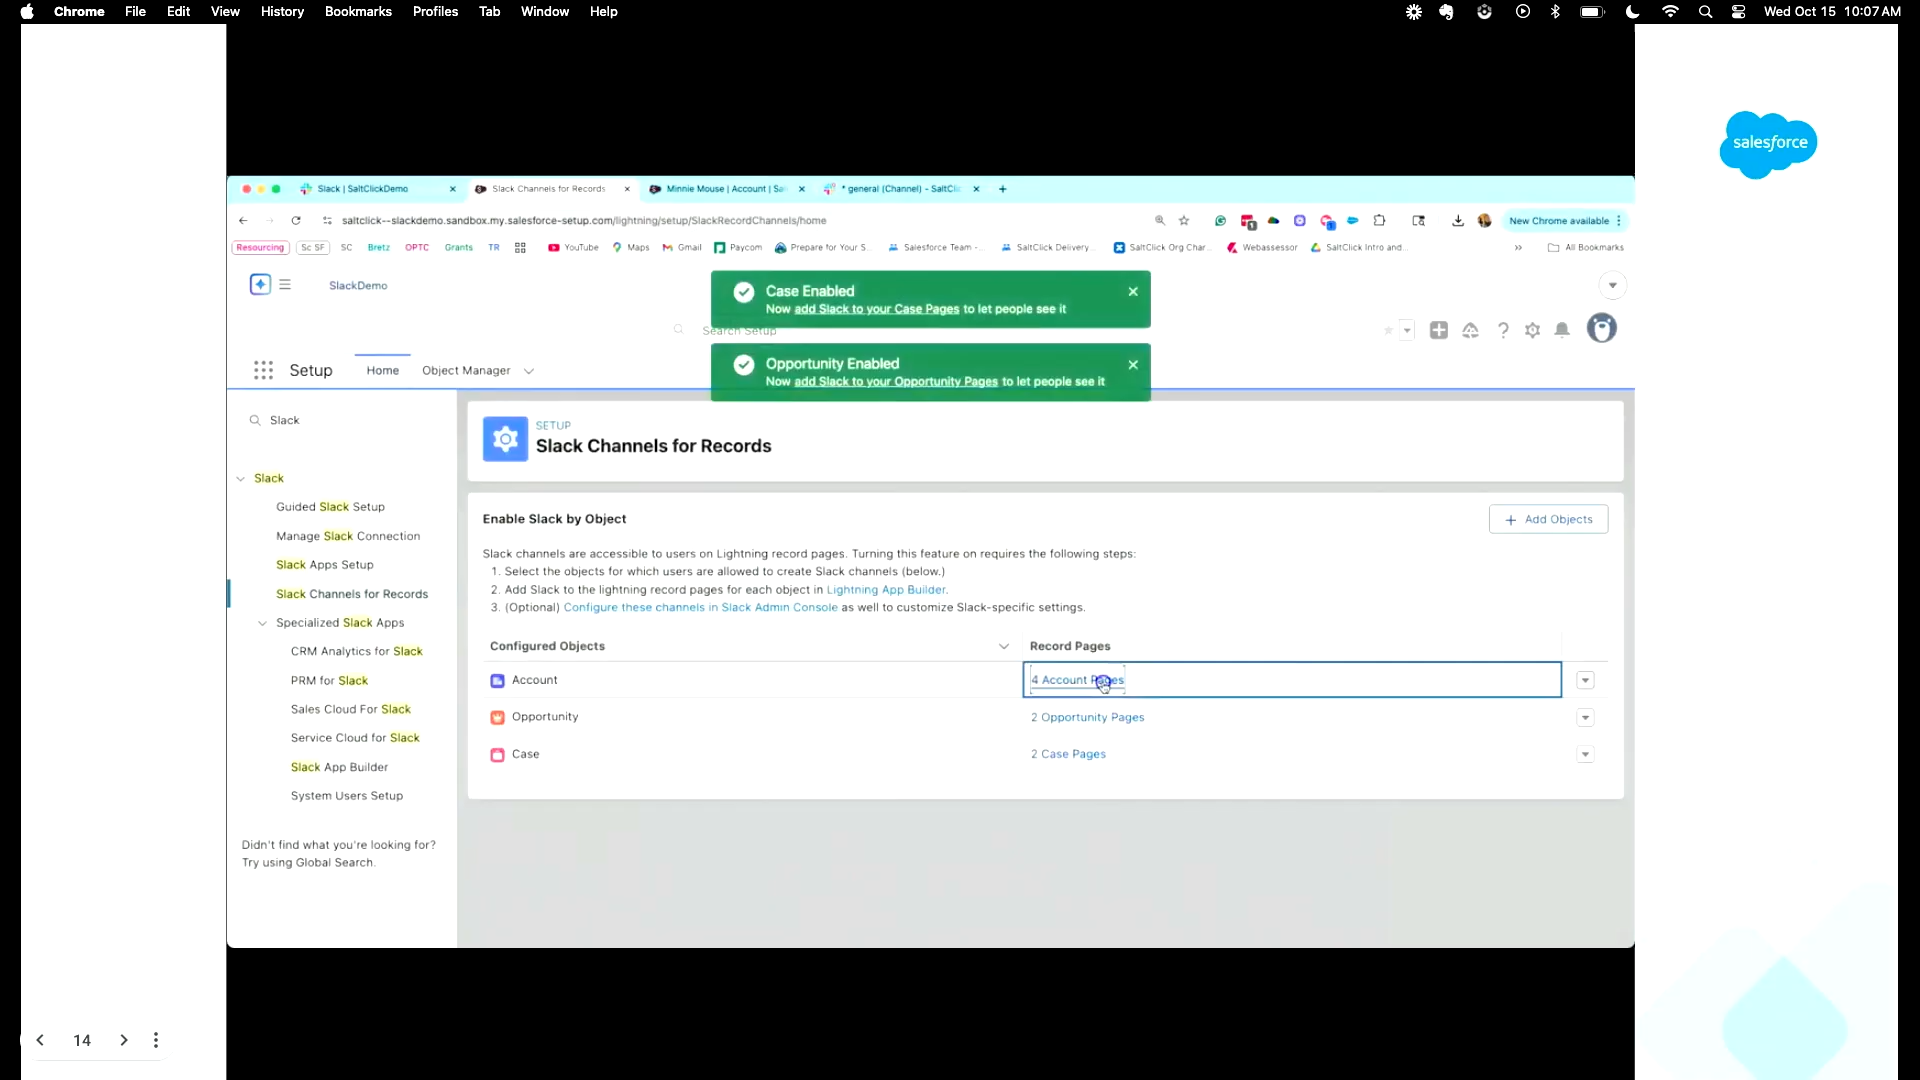 Chrome File Edit View History Bookmarks Profiles Tab Window Help
Wed Oct 15 10:07 AM
salesforce
Slack | SaltClickDemo
Slack Channels for Records
Minnie Mouse | Account | Sa
* general (Channel) - SaltClic
saltclick--slackdemo.sandbox.my.salesforce-setup.com/lightning/setup/SlackRecordChannels/home
New Chrome available
Resourcing Sc SF SC Bretz OPTC Grants TR YouTube Maps Gmail Paycom Prepare for Your S... Salesforce Team -... SaltClick Delivery... SaltClick Org Char... Webassessor SaltClick Intro and... All Bookmarks
SlackDemo
Case Enabled
Now add Slack to your Case Pages to let people see it
Search Setup
Opportunity Enabled
Now add Slack to your Opportunity Pages to let people see it
Setup Home Object Manager
Slack
Slack
Guided Slack Setup
Manage Slack Connection
Slack Apps Setup
Slack Channels for Records
Specialized Slack Apps
CRM Analytics for Slack
PRM for Slack
Sales Cloud For Slack
Service Cloud for Slack
Slack App Builder
System Users Setup
Didn't find what you're looking for?
Try using Global Search.
SETUP
Slack Channels for Records
Enable Slack by Object
+ Add Objects
Slack channels are accessible to users on Lightning record pages. Turning this feature on requires the following steps:
1. Select the objects for which users are allowed to create Slack channels (below.)
2. Add Slack to the lightning record pages for each object in Lightning App Builder.
3. (Optional) Configure these channels in Slack Admin Console as well to customize Slack-specific settings.
Configured Objects Record Pages
Account 4 Account Pages
Opportunity 2 Opportunity Pages
Case 2 Case Pages
14